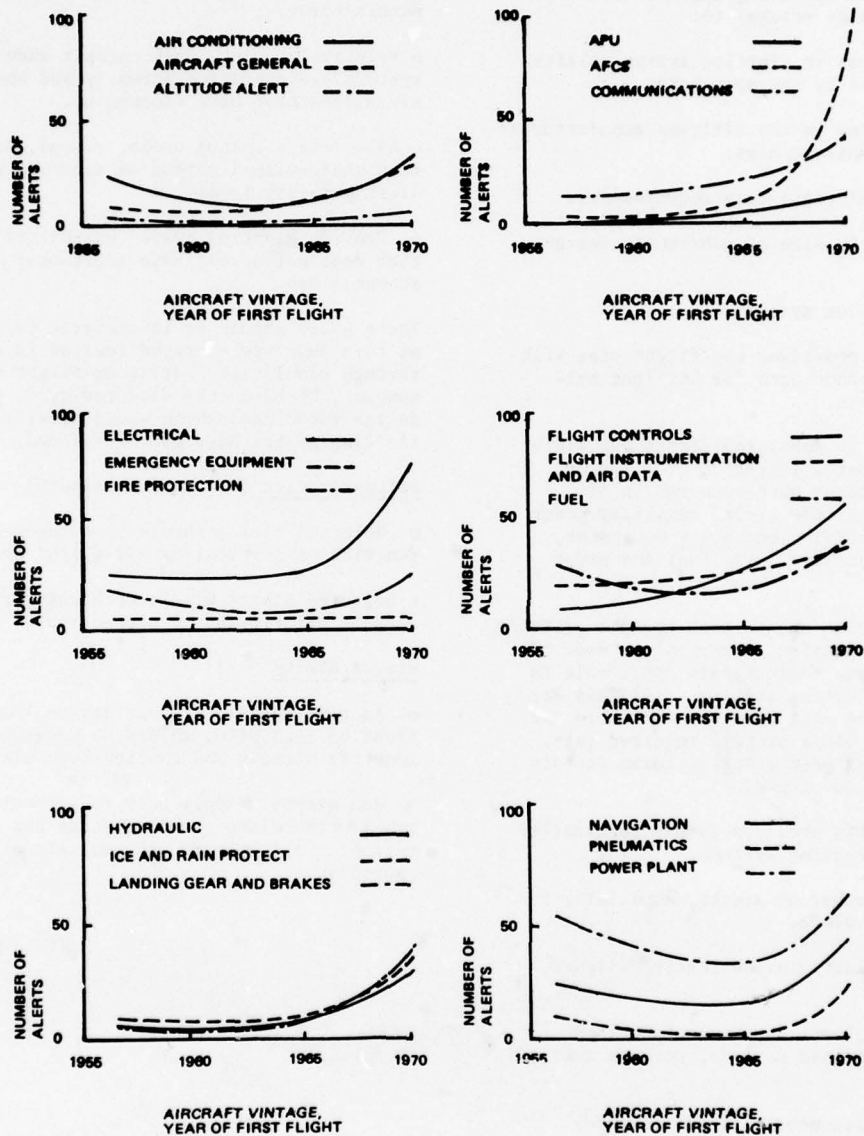 100
AIR CONDITIONING
AIRCRAFT GENERAL
ALTITUDE ALERT
50
NUMBER OF
ALERTS
0
1955 1960 1965 1970
AIRCRAFT VINTAGE,
YEAR OF FIRST FLIGHT
100
APU
AFCS
COMMUNICATIONS
50
NUMBER OF
ALERTS
0
1955 1960 1965 1970
AIRCRAFT VINTAGE,
YEAR OF FIRST FLIGHT
100
ELECTRICAL
EMERGENCY EQUIPMENT
FIRE PROTECTION
50
NUMBER OF
ALERTS
0
1955 1960 1965 1970
AIRCRAFT VINTAGE,
YEAR OF FIRST FLIGHT
100
FLIGHT CONTROLS
FLIGHT INSTRUMENTATION
AND AIR DATA
FUEL
50
NUMBER OF
ALERTS
0
1955 1960 1965 1970
AIRCRAFT VINTAGE,
YEAR OF FIRST FLIGHT
100
HYDRAULIC
ICE AND RAIN PROTECT
LANDING GEAR AND BRAKES
50
NUMBER OF
ALERTS
0
1955 1960 1965 1970
AIRCRAFT VINTAGE,
YEAR OF FIRST FLIGHT
100
NAVIGATION
PNEUMATICS
POWER PLANT
50
NUMBER OF
ALERTS
0
1955 1960 1965 1970
AIRCRAFT VINTAGE,
YEAR OF FIRST FLIGHT